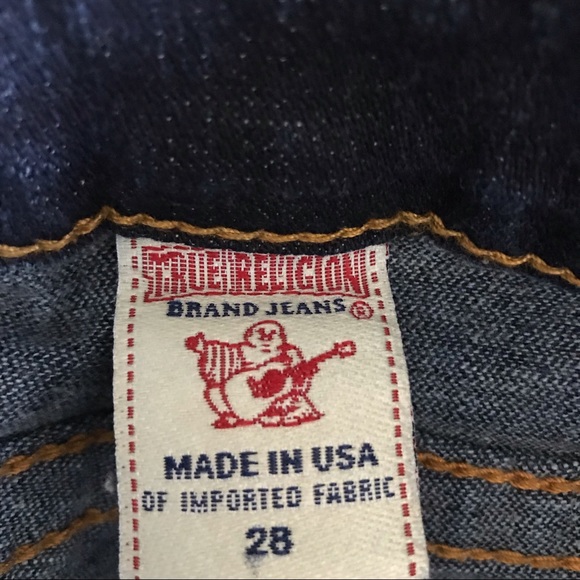 TRUE RELIGION
BRAND JEANS®
MADE IN USA
OF IMPORTED FABRIC
28